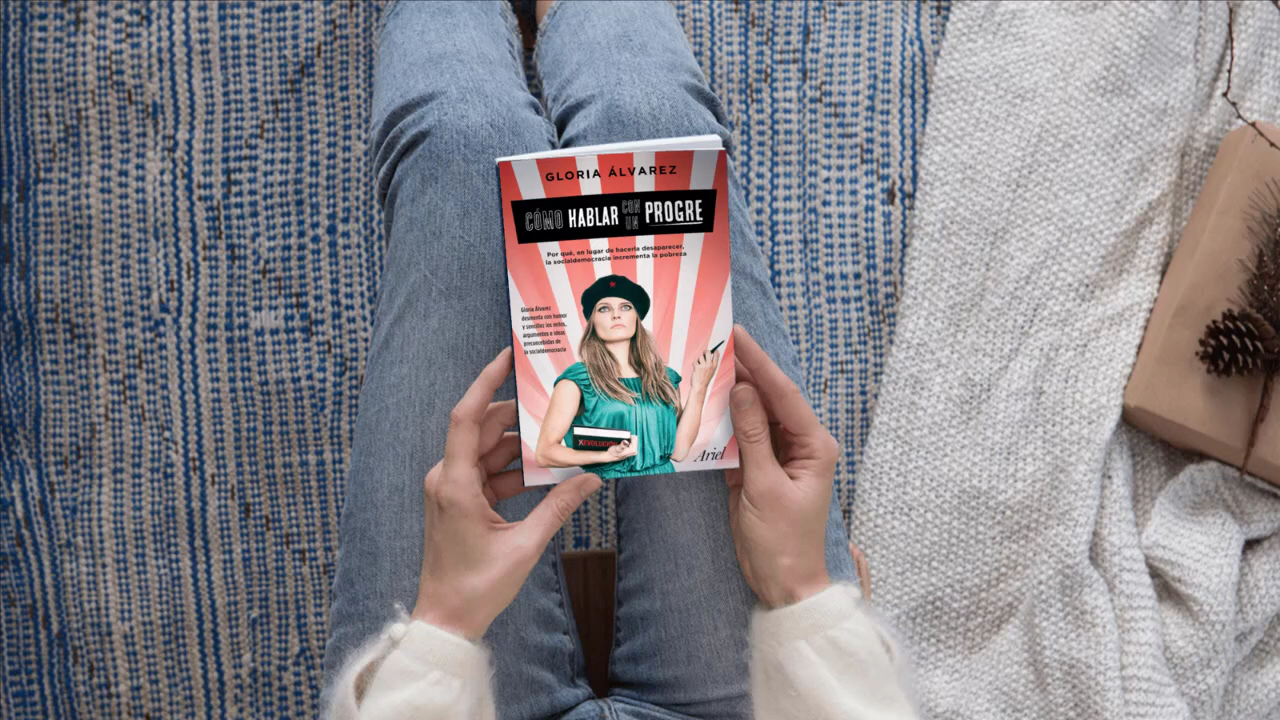 GLORIA ÁLVAREZ
CÓMO HABLAR CON UN PROGRE
Por qué, en lugar de hacerla desaparecer,
la socialdemocracia incrementa la pobreza
Gloria Álvarez
desmonta con humor
y sencillez los mitos,
argumentos e ideas
preconcebidas de
la socialdemocracia
Ariel